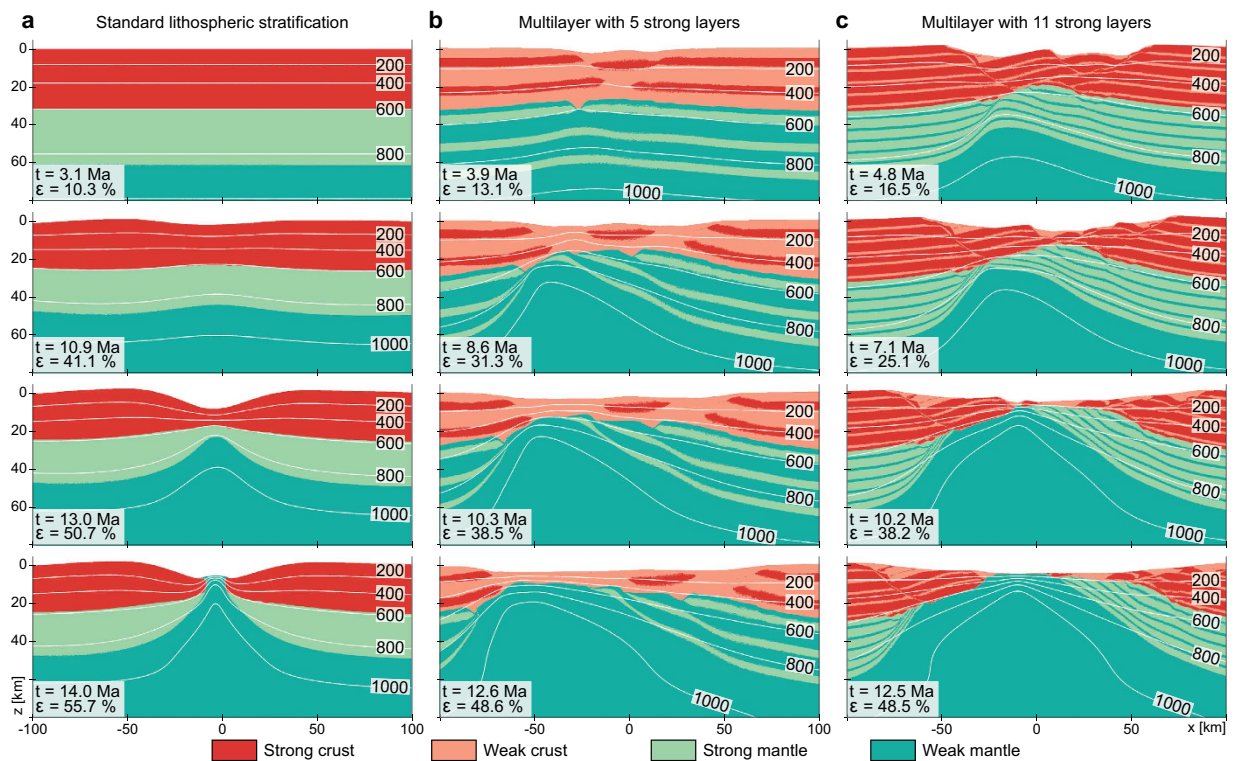 a Standard lithospheric stratification
b Multilayer with 5 strong layers
c Multilayer with 11 strong layers
0
20
40
60
200
400
600
800
t = 3.1 Ma
ε = 10.3 %
200
400
600
800
1000
t = 3.9 Ma
ε = 13.1 %
200
400
600
800
1000
t = 4.8 Ma
ε = 16.5 %
0
20
40
60
200
400
600
800
1000
t = 10.9 Ma
ε = 41.1 %
200
400
600
800
1000
t = 8.6 Ma
ε = 31.3 %
200
400
600
800
1000
t = 7.1 Ma
ε = 25.1 %
0
20
40
60
200
400
600
800
1000
t = 13.0 Ma
ε = 50.7 %
200
400
600
800
1000
t = 10.3 Ma
ε = 38.5 %
200
400
600
800
1000
t = 10.2 Ma
ε = 38.2 %
0
20
40
z [km]
200
400
600
800
1000
t = 14.0 Ma
ε = 55.7 %
200
400
600
800
1000
t = 12.6 Ma
ε = 48.6 %
200
400
600
800
1000
t = 12.5 Ma
ε = 48.5 %
-100 -50 0 50 100
-50 0 50 100
-50 0 50 x [km]
Strong crust
Weak crust
Strong mantle
Weak mantle